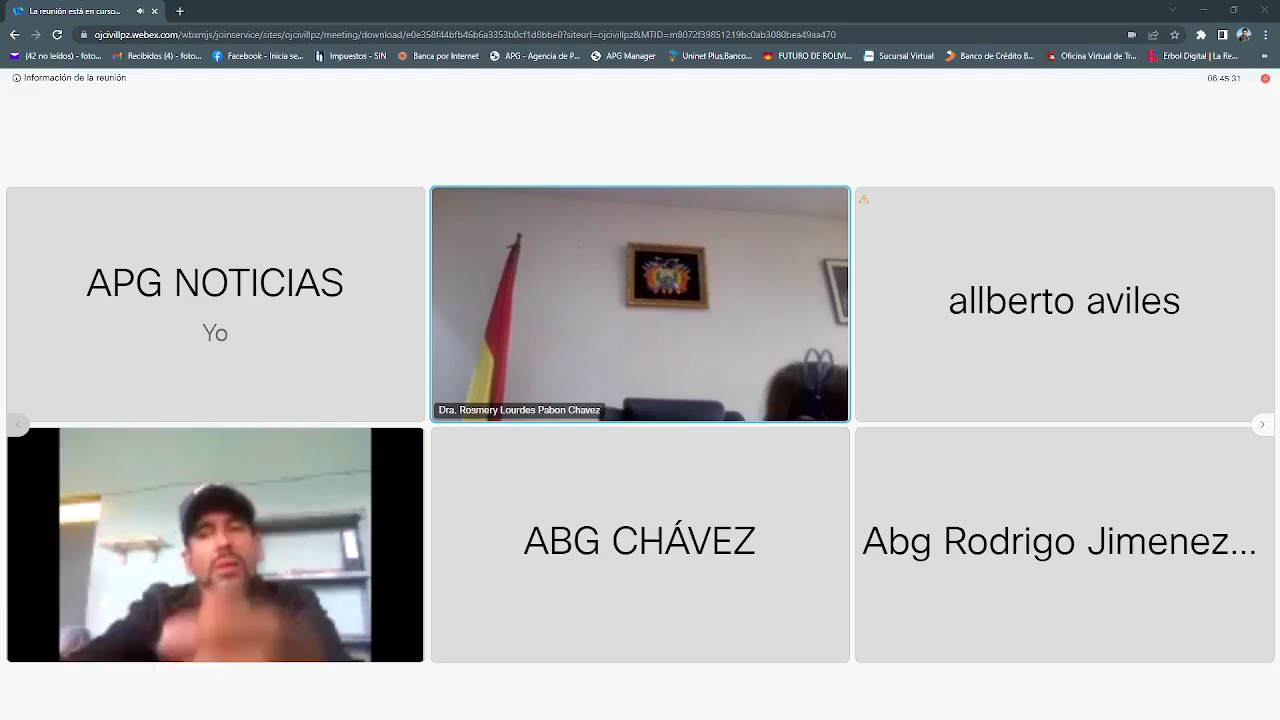 La reunión está en curso...
ojcivillpz.webex.com/wbxmjs/joinservice/sites/ojcivillpz/meeting/download/e0e358f44b1b45b6a3353b0cf1d5bbe0?siteurl=ojcivillpz&MTID=m8072f39851219bc0ab3080bea49aa470
(42 no leídos) - foto...
Recibidos (4) - foto...
Facebook - Inicia se...
Impuestos - SIN
Banca por Internet
APG - Agencia de P...
APG Manager
Uninet Plus,Banco...
FUTURO DE BOLIVI...
Sucursal Virtual
Banco de Crédito B...
Oficina Virtual de Tr...
Erbol Digital | La Re...
»
Información de la reunión
06:45:31
APG NOTICIAS
Yo
Dra. Rosmery Lourdes Pabon Chavez
allberto aviles
ABG CHÁVEZ
Abg Rodrigo Jimenez...